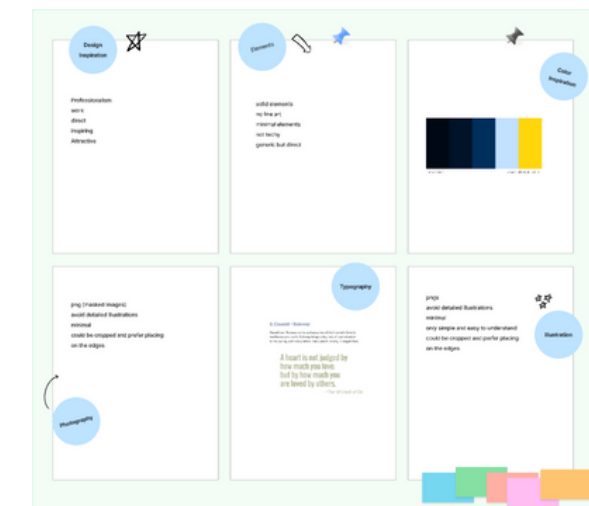 Design
Inspiration
Professionalism
work
direct
Inspiring
Attractive
Elements
solid elements
no line art
minimal elements
not techy
generic but direct
Color
Inspiration
png (masked images)
avoid detailed illustrations
minimal
could be cropped and prefer placing
on the edges
Photography
Typography
A heart is not judged by
how much you love
but by how much you
are loved by others.
pngs
avoid detailed illustrations
minimal
only simple and easy to understand
could be cropped and prefer placing
on the edges
Illustration